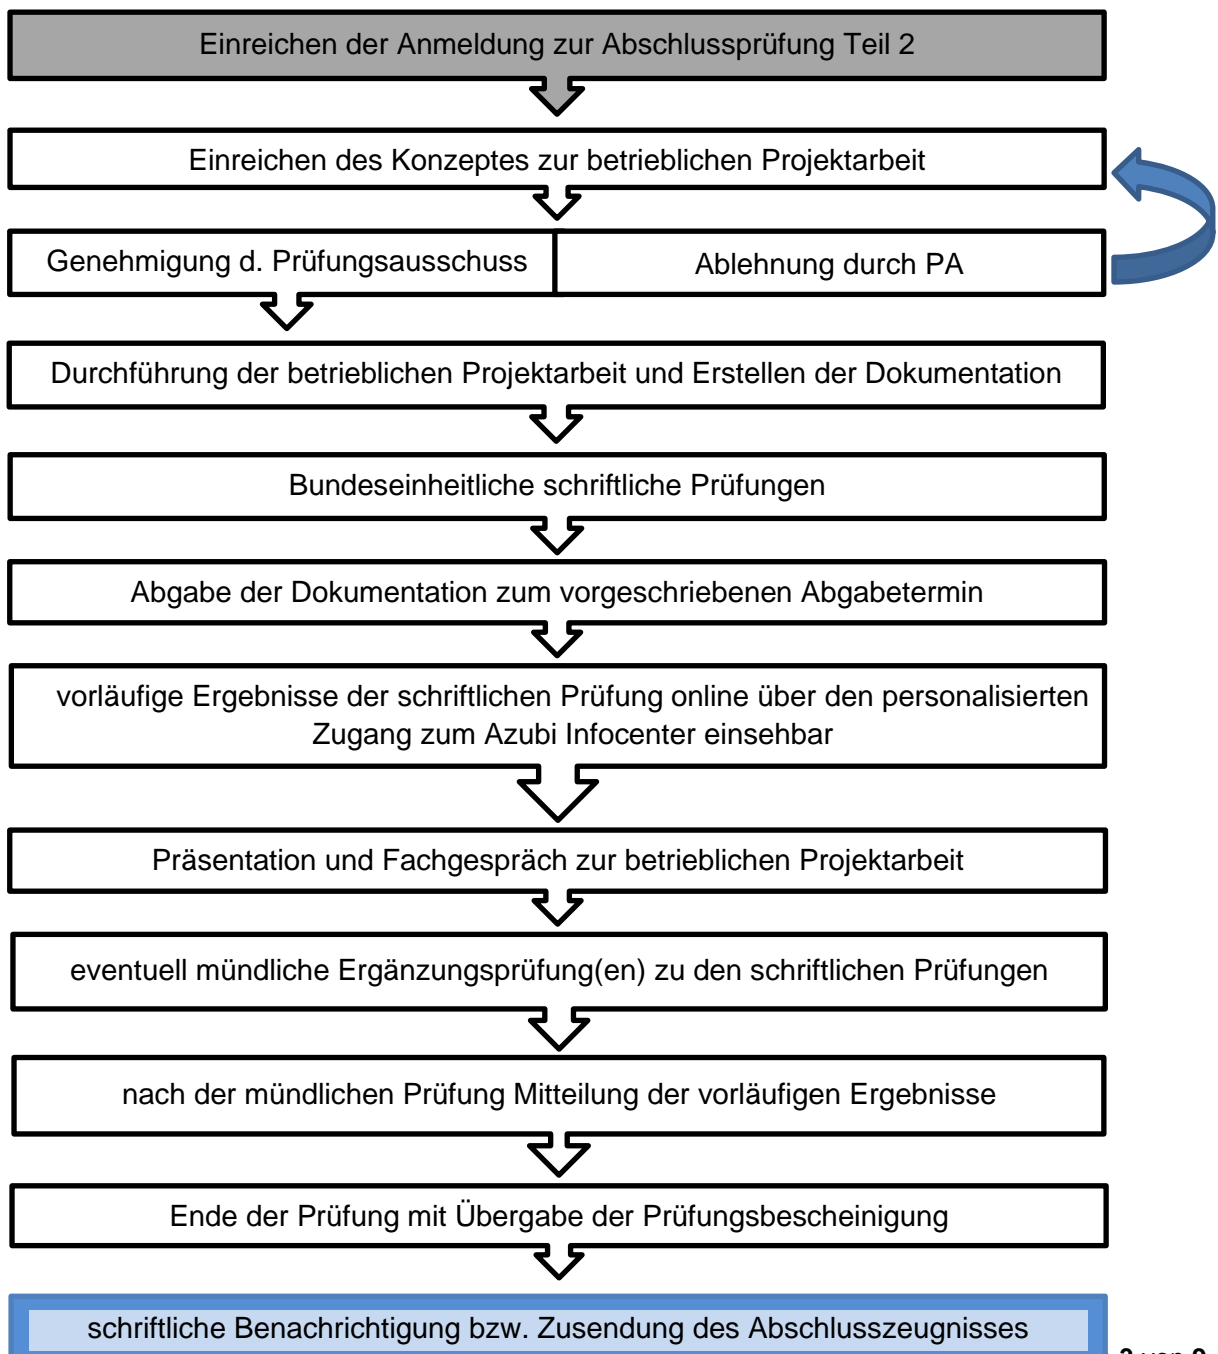 Einreichen der Anmeldung zur Abschlussprüfung Teil 2
Einreichen des Konzeptes zur betrieblichen Projektarbeit
Genehmigung d. Prüfungsausschuss
Ablehnung durch PA
Durchführung der betrieblichen Projektarbeit und Erstellen der Dokumentation
Bundeseinheitliche schriftliche Prüfungen
Abgabe der Dokumentation zum vorgeschriebenen Abgabetermin
vorläufige Ergebnisse der schriftlichen Prüfung online über den personalisierten
Zugang zum Azubi Infocenter einsehbar
Präsentation und Fachgespräch zur betrieblichen Projektarbeit
eventuell mündliche Ergänzungsprüfung(en) zu den schriftlichen Prüfungen
nach der mündlichen Prüfung Mitteilung der vorläufigen Ergebnisse
Ende der Prüfung mit Übergabe der Prüfungsbescheinigung
schriftliche Benachrichtigung bzw. Zusendung des Abschlusszeugnisses
von